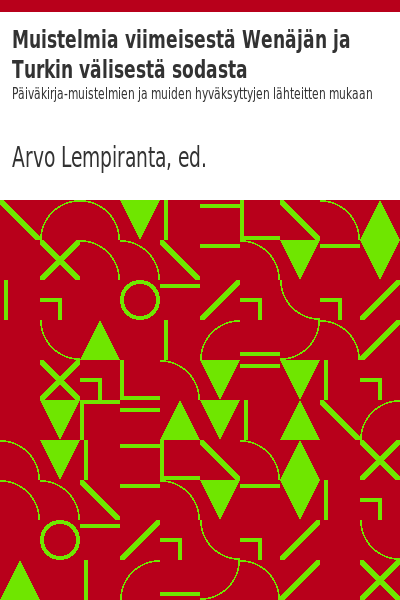 Muistelmia viimeisestä Wenäjän ja
Turkin välisestä sodasta
Päiväkirja-muistelmien ja muiden hyväksyttyjen lähteitten mukaan
Arvo Lempiranta, ed.